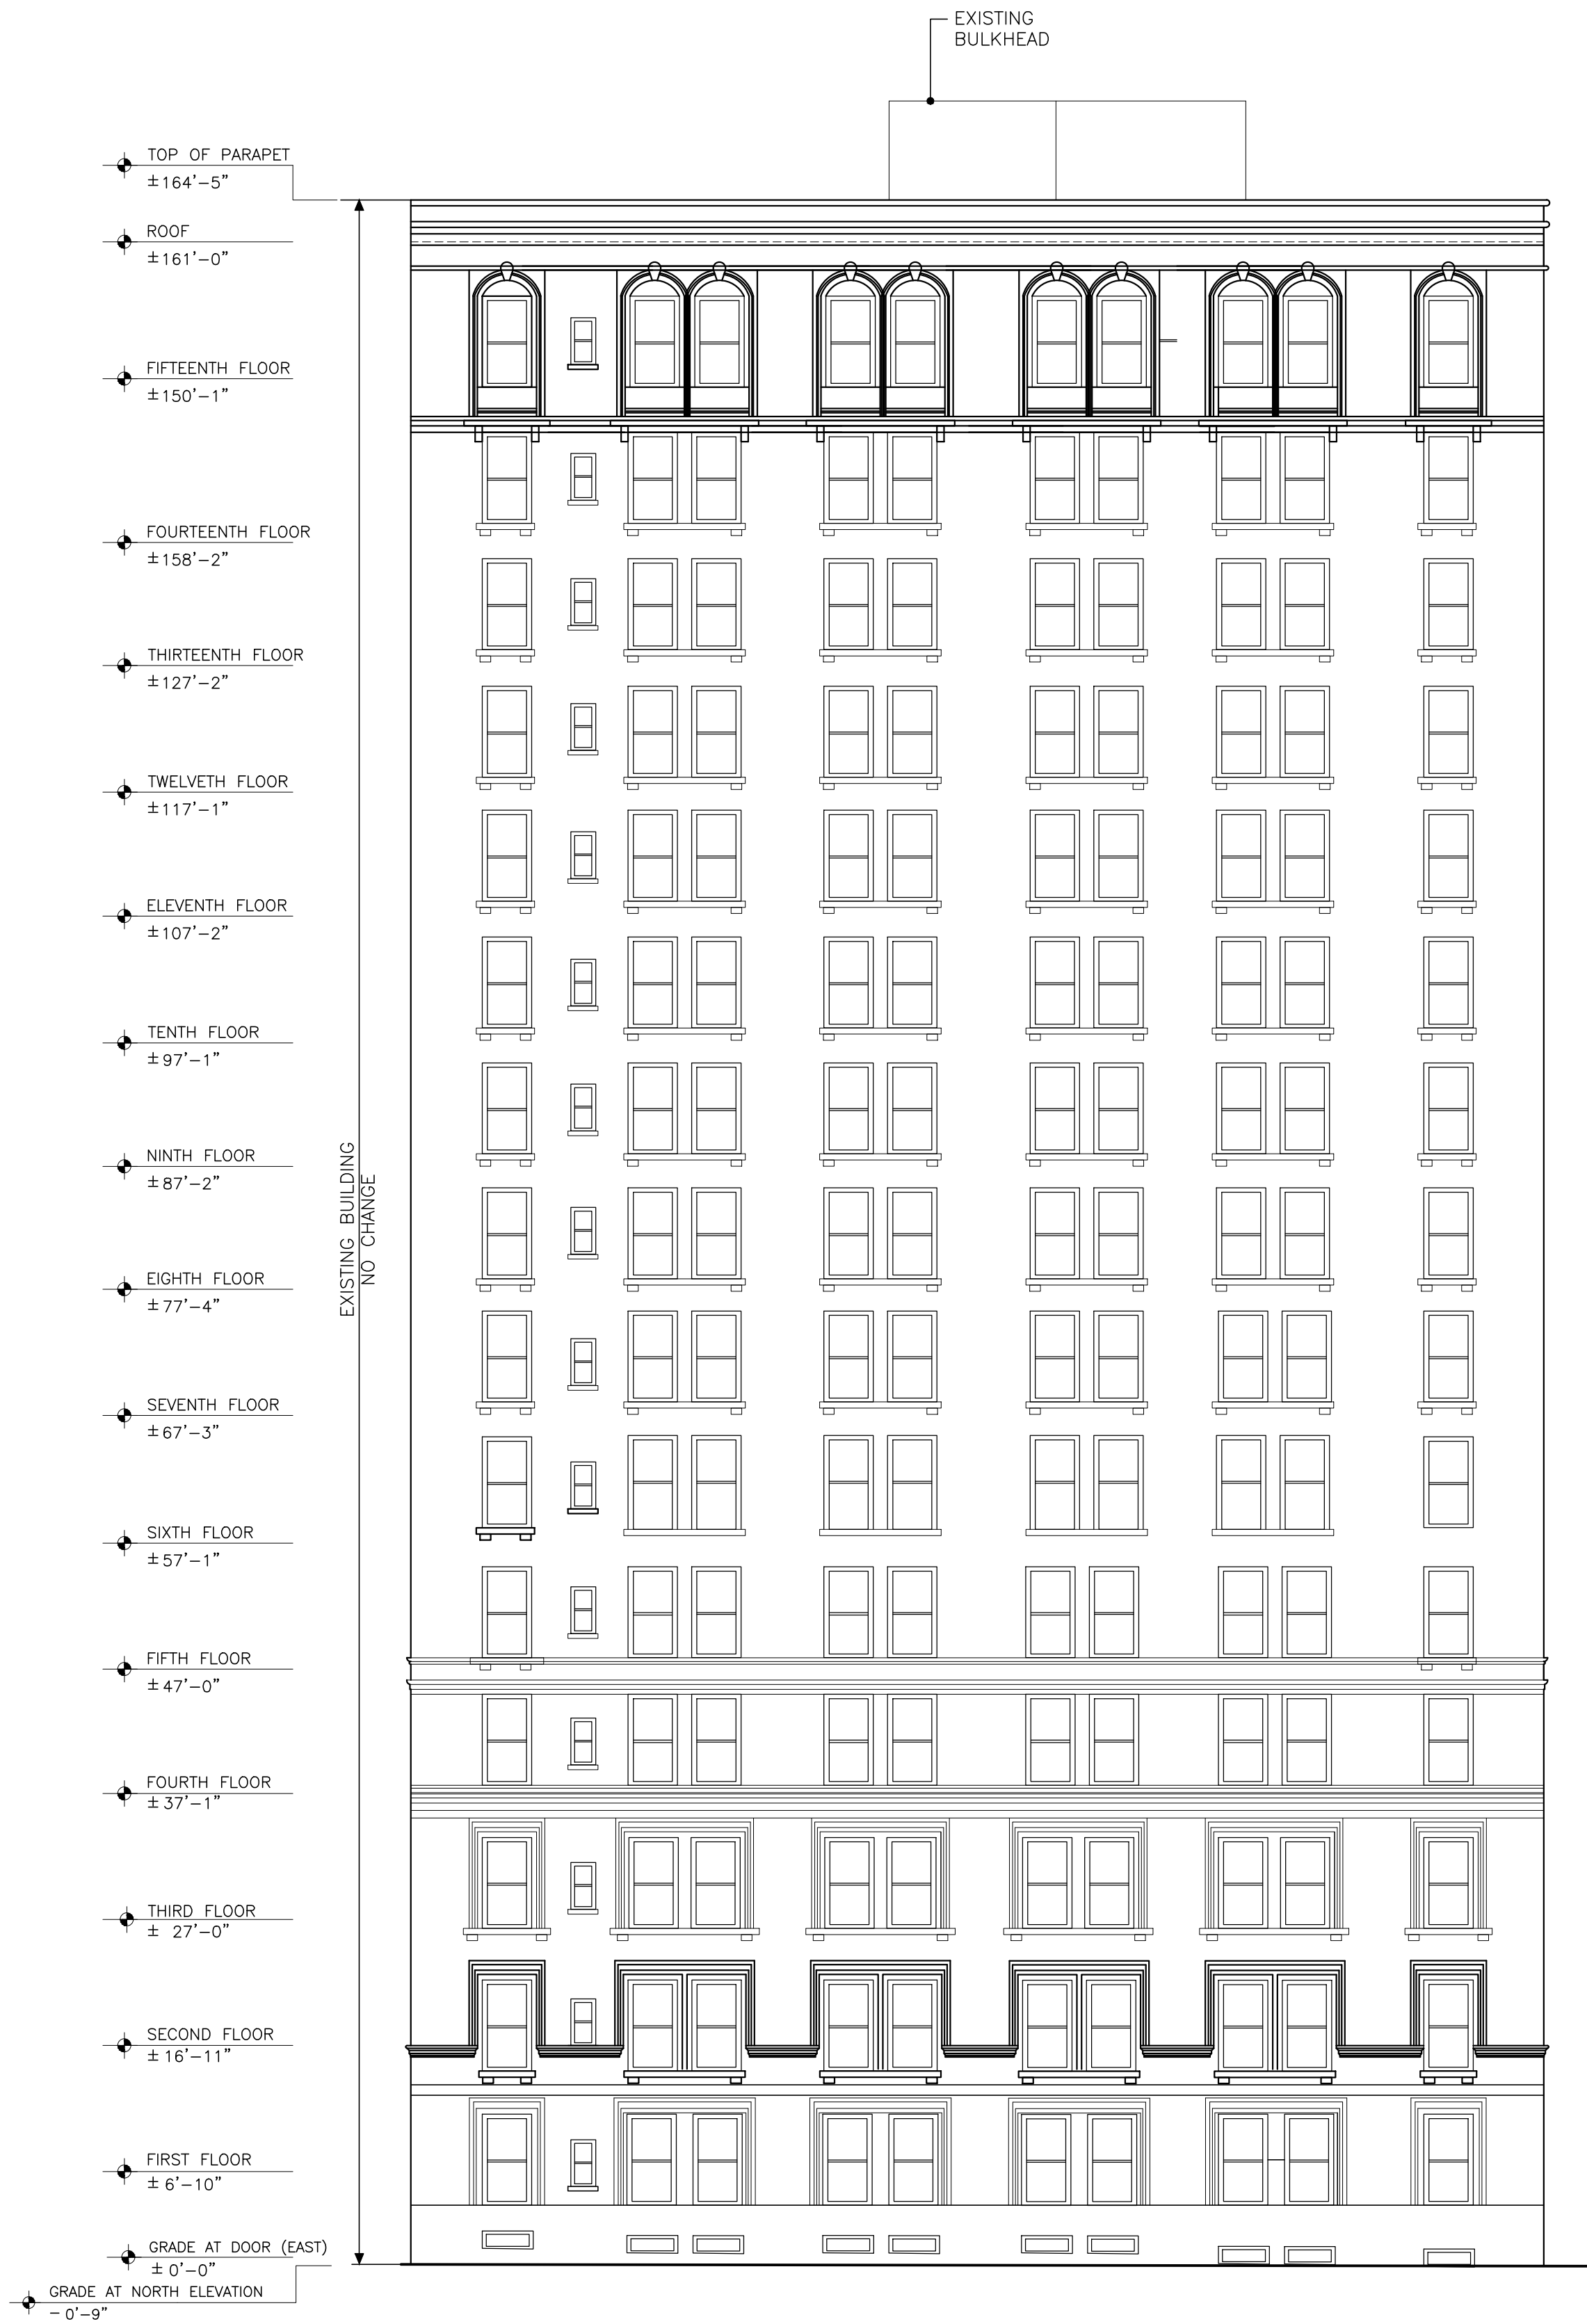 EXISTING
BULKHEAD
TOP OF PARAPET
±164'-5"
ROOF
±161'-0"
FIFTEENTH FLOOR
±150'-1"
FOURTEENTH FLOOR
±158'-2"
THIRTEENTH FLOOR
±127'-2"
TWELVETH FLOOR
±117'-1"
ELEVENTH FLOOR
±107'-2"
TENTH FLOOR
±97'-1"
NINTH FLOOR
±87'-2"
EXISTING BUILDING
NO CHANGE
EIGHTH FLOOR
±77'-4"
SEVENTH FLOOR
±67'-3"
SIXTH FLOOR
±57'-1"
FIFTH FLOOR
±47'-0"
FOURTH FLOOR
±37'-1"
THIRD FLOOR
± 27'-0"
SECOND FLOOR
±16'-11"
FIRST FLOOR
±6'-10"
GRADE AT DOOR (EAST)
±0'-0"
GRADE AT NORTH ELEVATION
-0'-9"